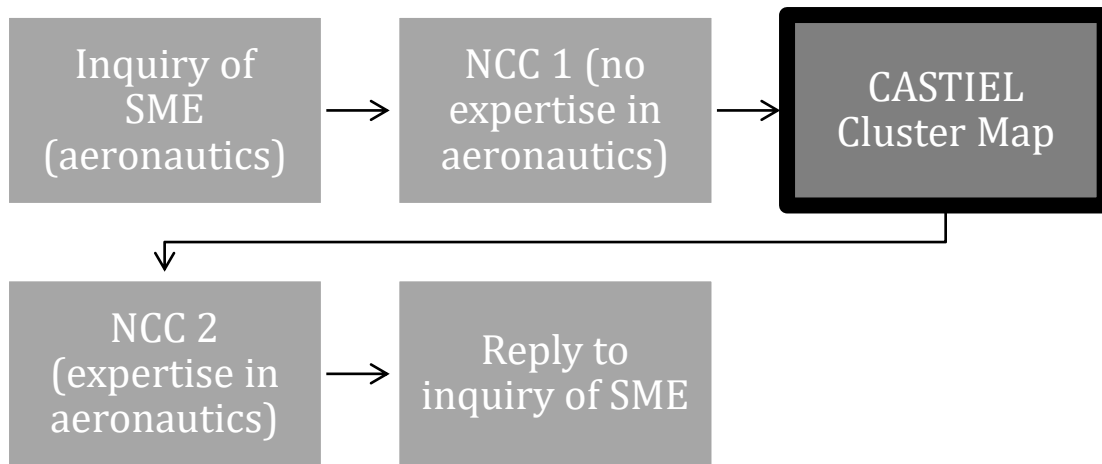 Inquiry of
SME
(aeronautics)
NCC 1 (no
expertise in
aeronautics)
CASTIEL
Cluster Map
NCC 2
(expertise in
aeronautics)
Reply to
inquiry of SME